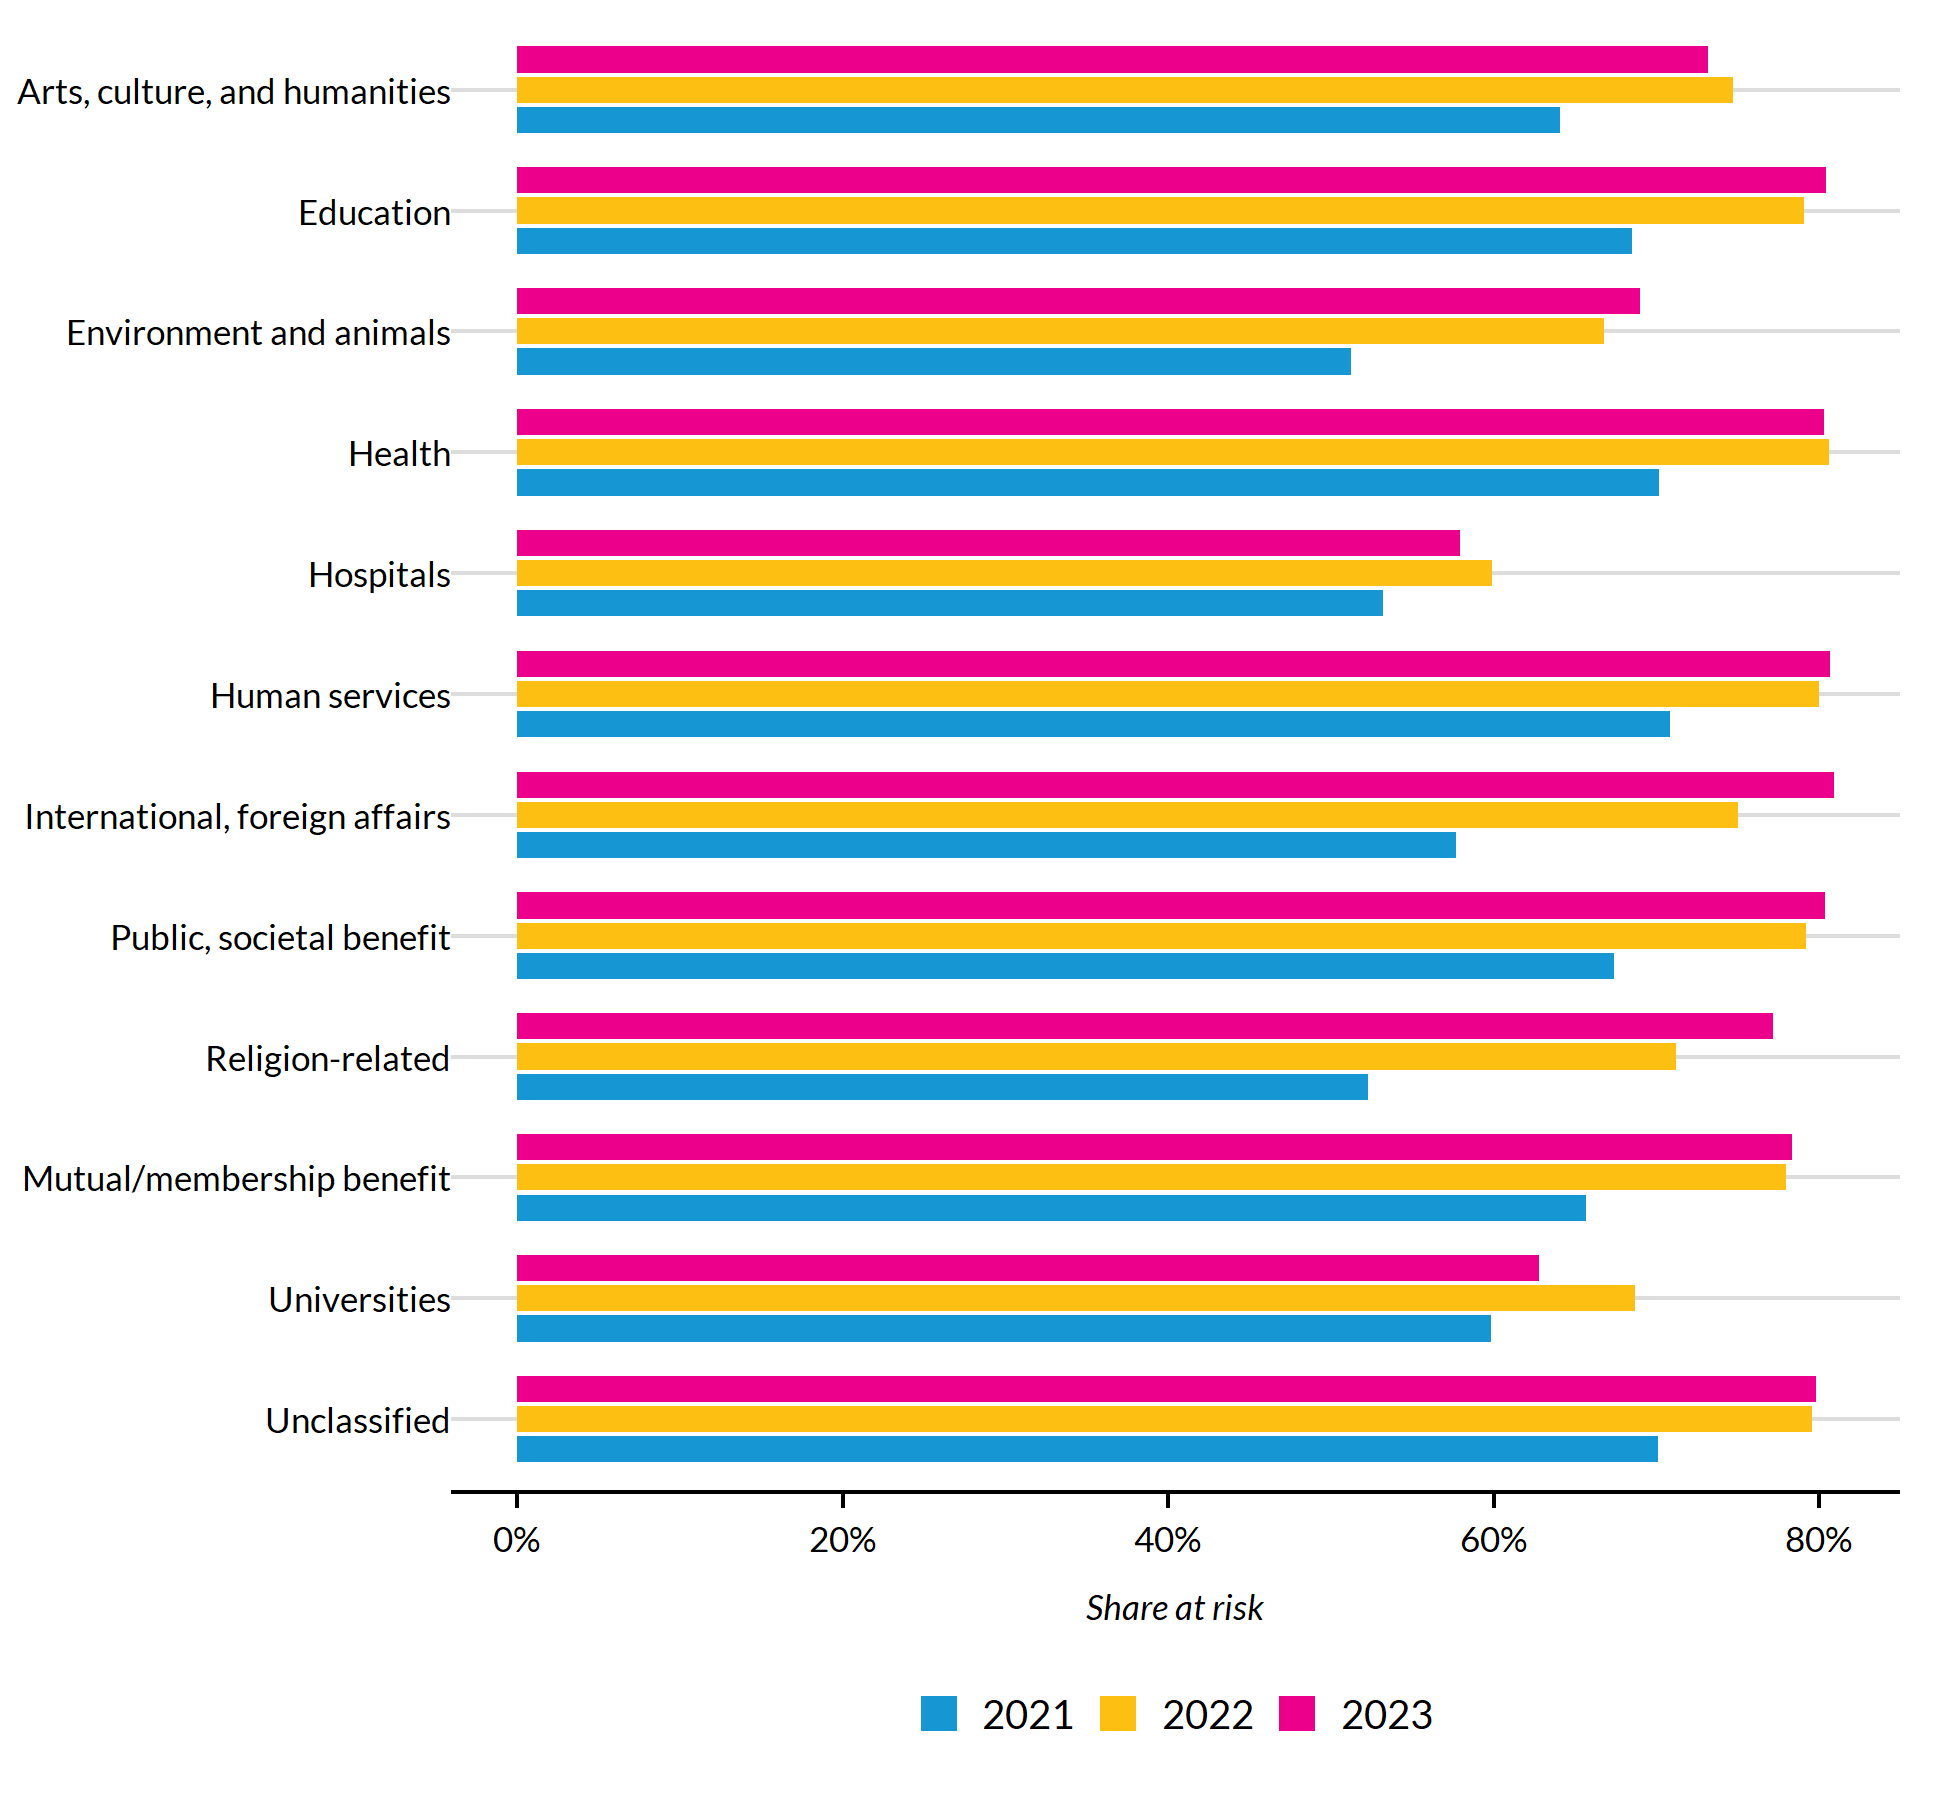 Arts, culture, and humanities
Education
Environment and animals
Health
Hospitals
Human services
International, foreign affairs
Public, societal benefit
Religion-related
Mutual/membership benefit
Universities
Unclassified
0% 20% 40% 60% 80%
Share at risk
2021 2022 2023